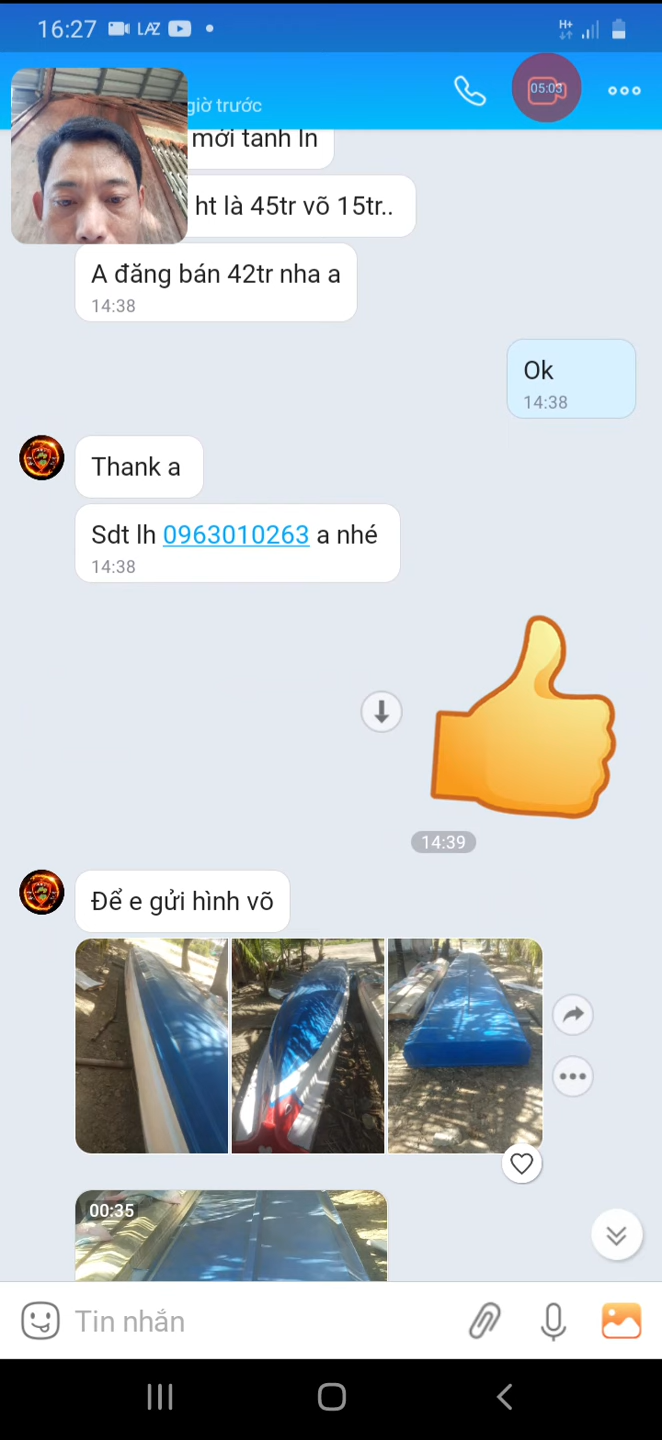 16:27
LAZ
H+
05:03
giờ trước
mới tanh ln
ht là 45tr võ 15tr..
A đăng bán 42tr nha a
14:38
Ok
14:38
Thank a
Sdt lh 0963010263 a nhé
14:38
14:39
Để e gửi hình võ
00:35
Tin nhắn